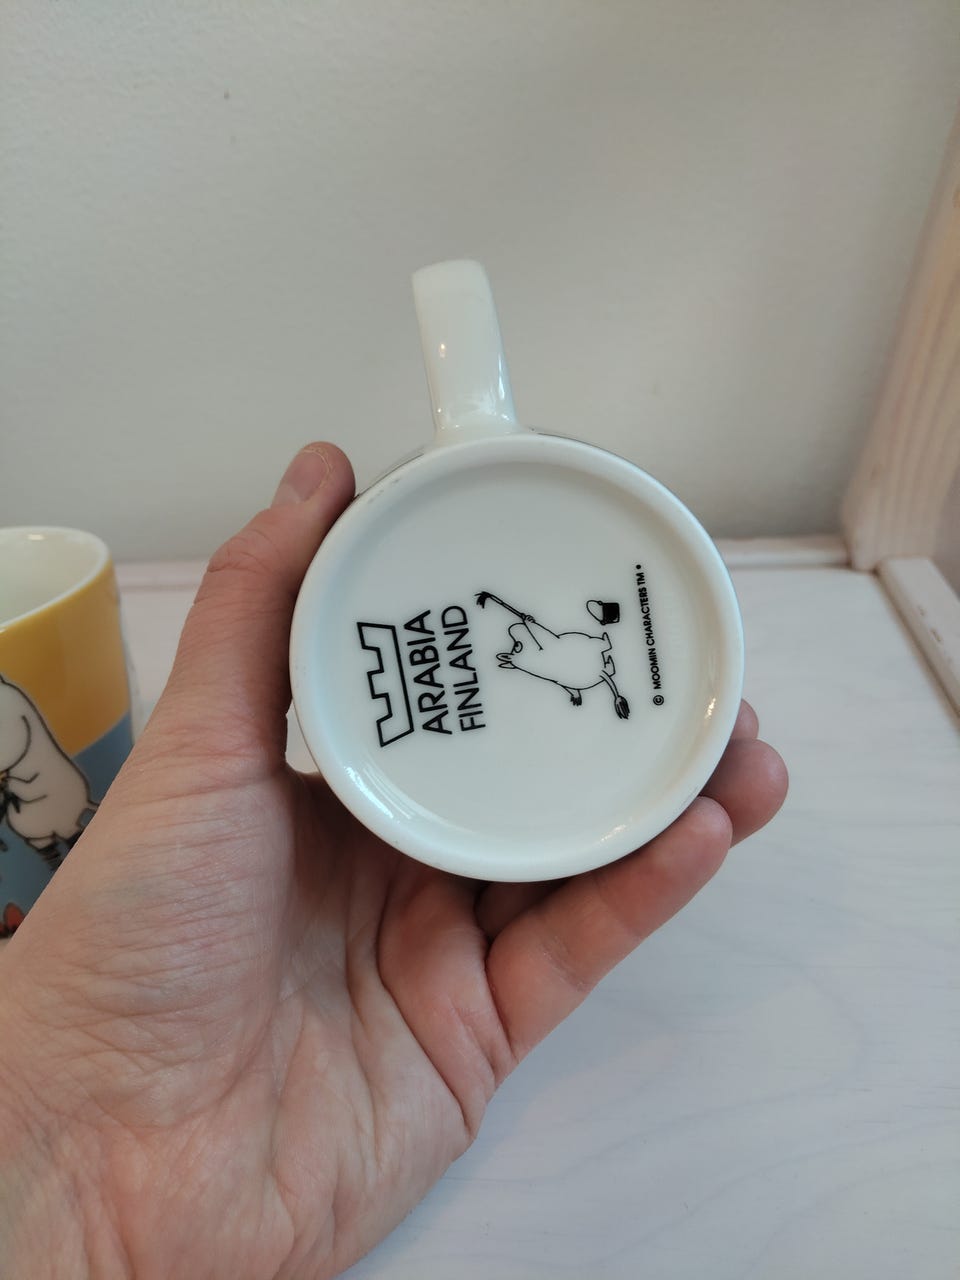 ARABIA
FINLAND
© MOOMIN CHARACTERS TM •